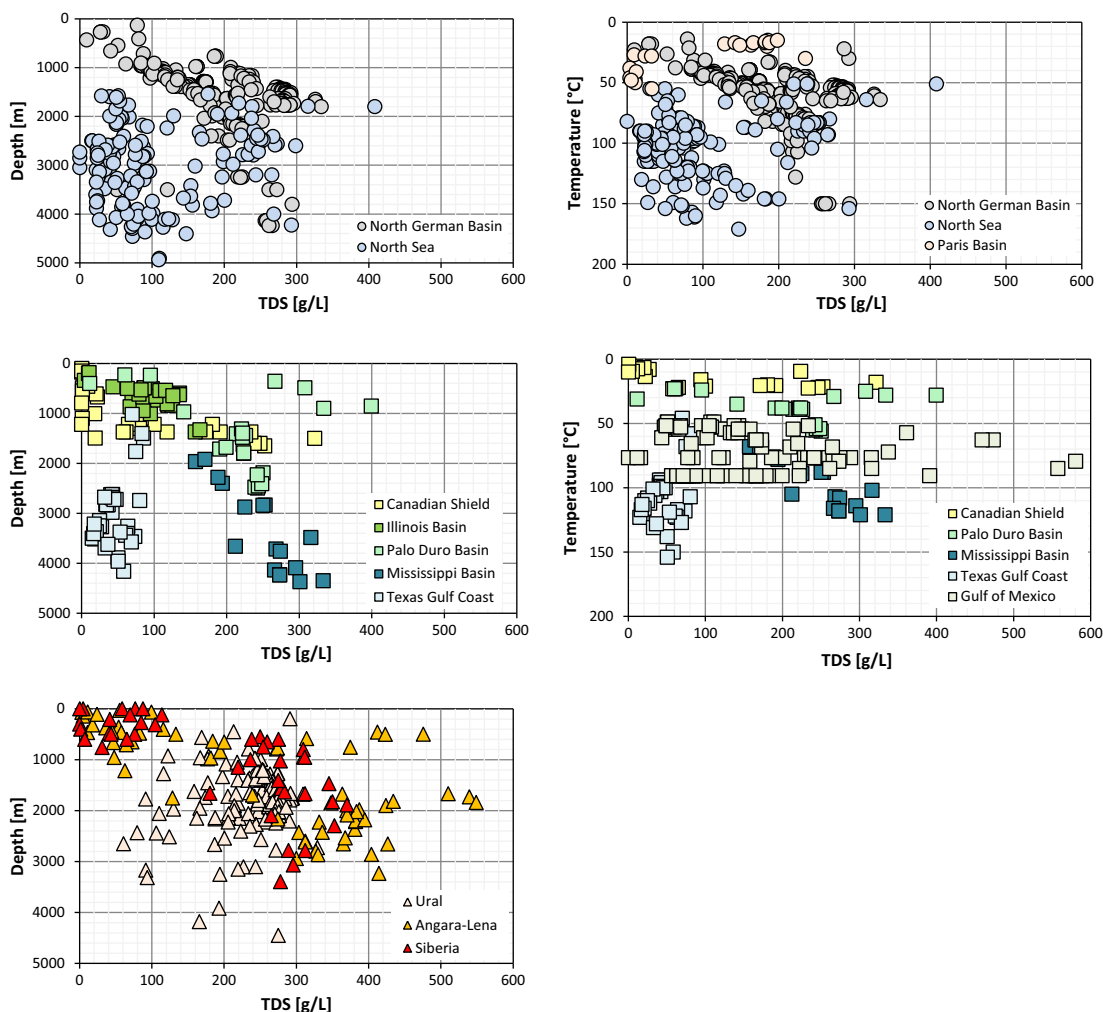 0 100 200 300 400 500 600
0
1000
2000
3000
4000
5000
Depth [m]
TDS [g/L]
North German Basin
North Sea
0 100 200 300 400 500 600
0
50
100
150
200
Temperature [°C]
TDS [g/L]
North German Basin
North Sea
Paris Basin
0 100 200 300 400 500 600
0
1000
2000
3000
4000
5000
Depth [m]
TDS [g/L]
Canadian Shield
Illinois Basin
Palo Duro Basin
Mississippi Basin
Texas Gulf Coast
0 100 200 300 400 500 600
0
50
100
150
200
Temperature [°C]
TDS [g/L]
Canadian Shield
Palo Duro Basin
Mississippi Basin
Texas Gulf Coast
Gulf of Mexico
0 100 200 300 400 500 600
0
1000
2000
3000
4000
5000
Depth [m]
TDS [g/L]
Ural
Angara-Lena
Siberia